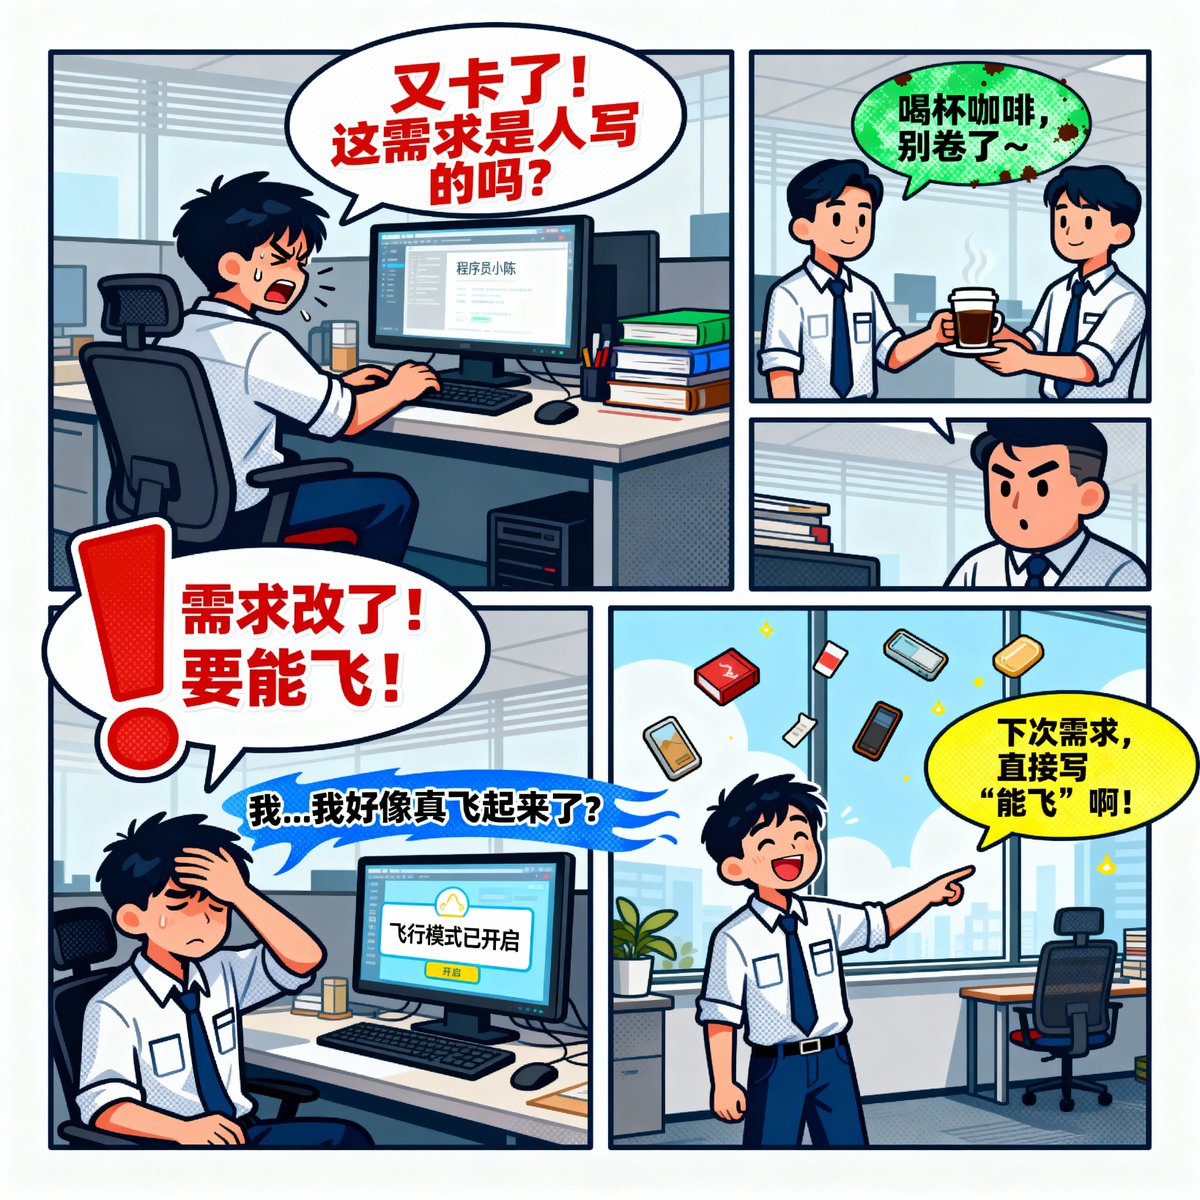 又卡了！
这需求是人写
的吗？
程序员小陈
喝杯咖啡，
别卷了～
需求改了！
要能飞！
我...我好像真飞起来了？
飞行模式已开启
开启
下次需求，
直接写
“能飞”啊！